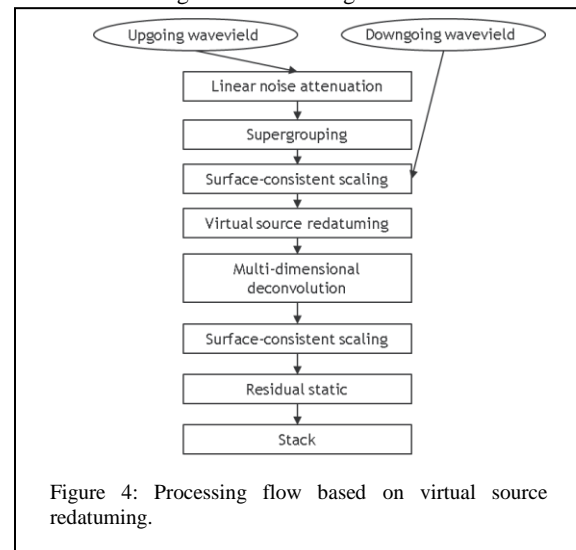 Upgoing wavevield
Downgoing wavevield
Linear noise attenuation
Supergrouping
Surface-consistent scaling
Virtual source redatuming
Multi-dimensional
deconvolution
Surface-consistent scaling
Residual static
Stack
Figure 4: Processing flow based on virtual source
redatuming.